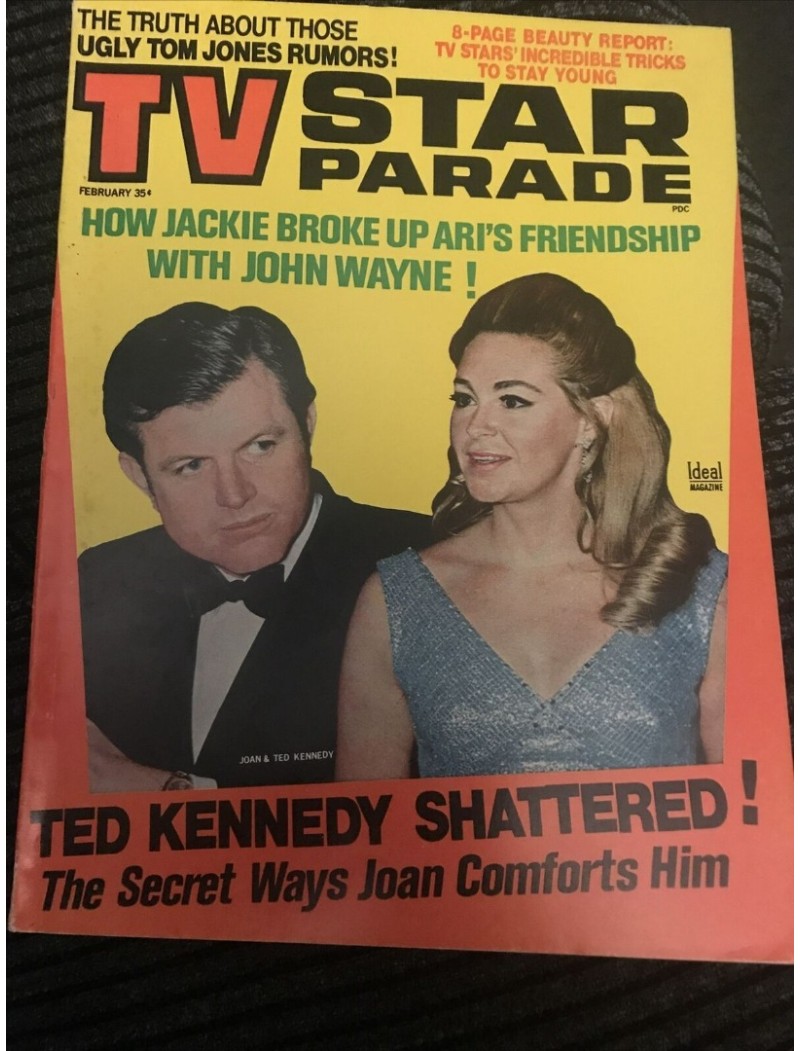 THE TRUTH ABOUT THOSE
UGLY TOM JONES RUMORS!
8-PAGE BEAUTY REPORT:
TV STARS' INCREDIBLE TRICKS
TO STAY YOUNG
TV STAR
PARADE
FEBRUARY 35¢
PDC
HOW JACKIE BROKE UP ARI'S FRIENDSHIP
WITH JOHN WAYNE!
Ideal
MAGAZINE
JOAN & TED KENNEDY
TED KENNEDY SHATTERED!
The Secret Ways Joan Comforts Him